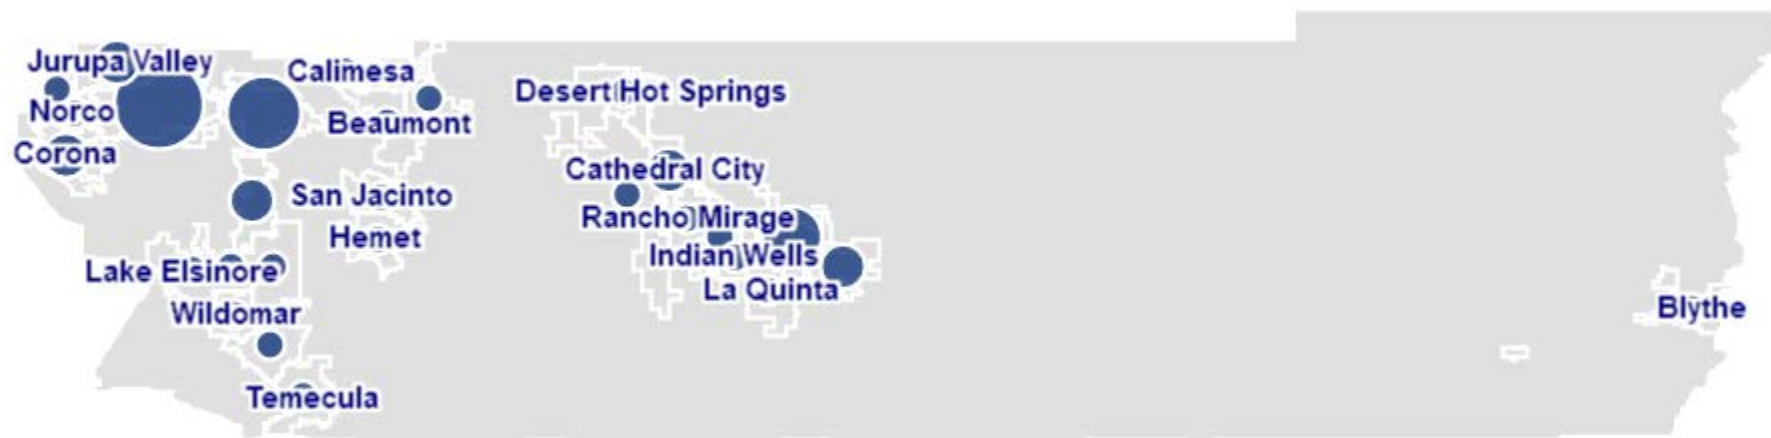 Jurupa Valley
Calimesa
Desert Hot Springs
Norco
Beaumont
Corona
Cathedral City
San Jacinto
Rancho Mirage
Hemet
Indian Wells
Lake Elsinore
La Quinta
Wildomar
Blythe
Temecula